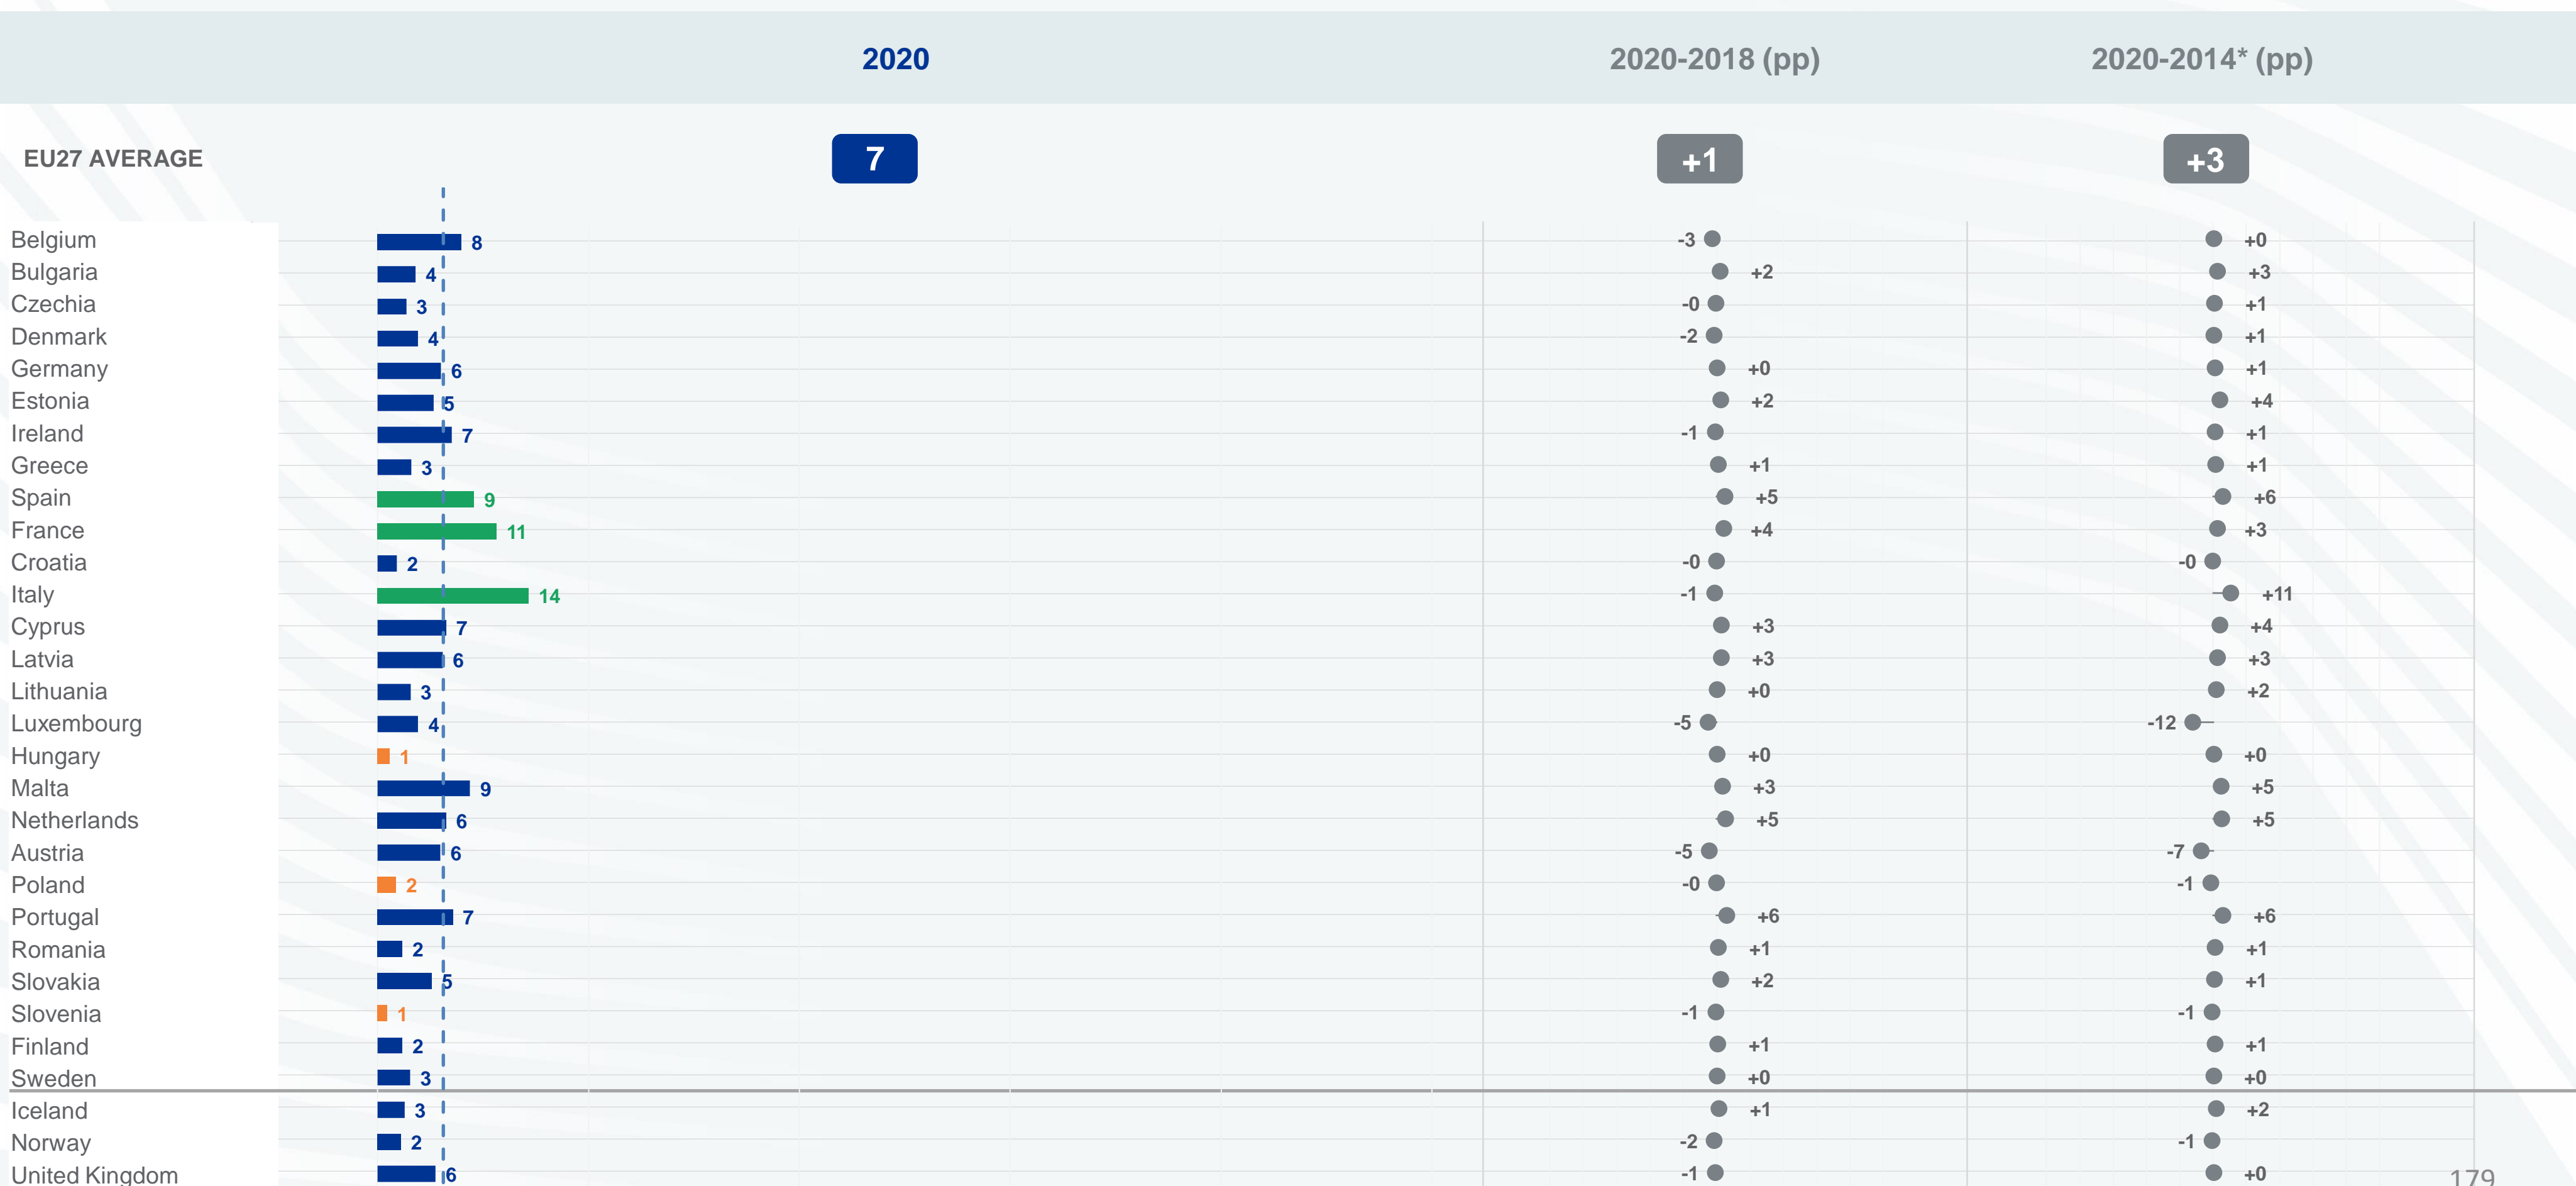 2020 2020-2018 (pp) 2020-2014* (pp)
EU27 AVERAGE 7 +1 +3
Belgium 8 -3 +0
Bulgaria 4 +2 +3
Czechia 3 -0 +1
Denmark 4 -2 +1
Germany 6 +0 +1
Estonia 5 +2 +4
Ireland 7 -1 +1
Greece 3 +1 +1
Spain 9 +5 +6
France 11 +4 +3
Croatia 2 -0 -0
Italy 14 -1 +11
Cyprus 7 +3 +4
Latvia 6 +3 +3
Lithuania 3 +0 +2
Luxembourg 4 -5 -12
Hungary 1 +0 +0
Malta 9 +3 +5
Netherlands 6 +5 +5
Austria 6 -5 -7
Poland 2 -0 -1
Portugal 7 +6 +6
Romania 2 +1 +1
Slovakia 5 +2 +1
Slovenia 1 -1 -1
Finland 2 +1 +1
Sweden 3 +0 +0
Iceland 3 +1 +2
Norway 2 -2 -1
United Kingdom 6 -1 +0
179